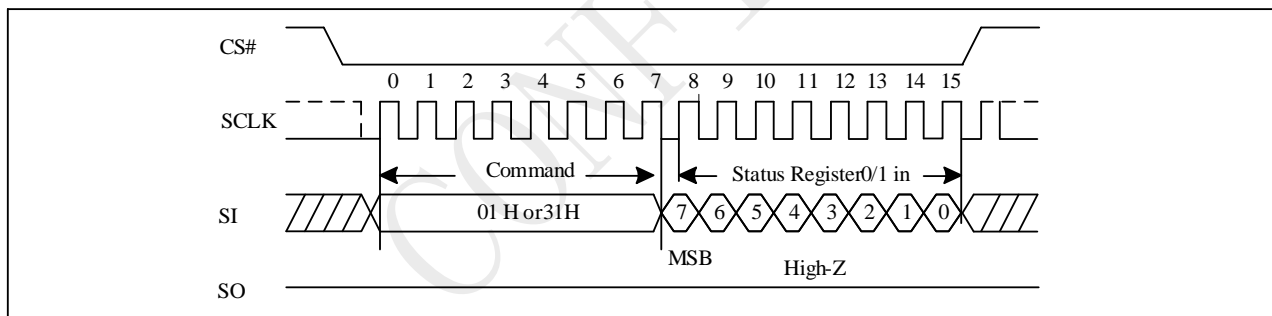 CONF
CS#
0 1 2 3 4 5 6 7 8 9 10 11 12 13 14 15
SCLK
Command Status Register0/1 in
SI 01 H or31H 7 6 5 4 3 2 1 0
MSB High-Z
SO